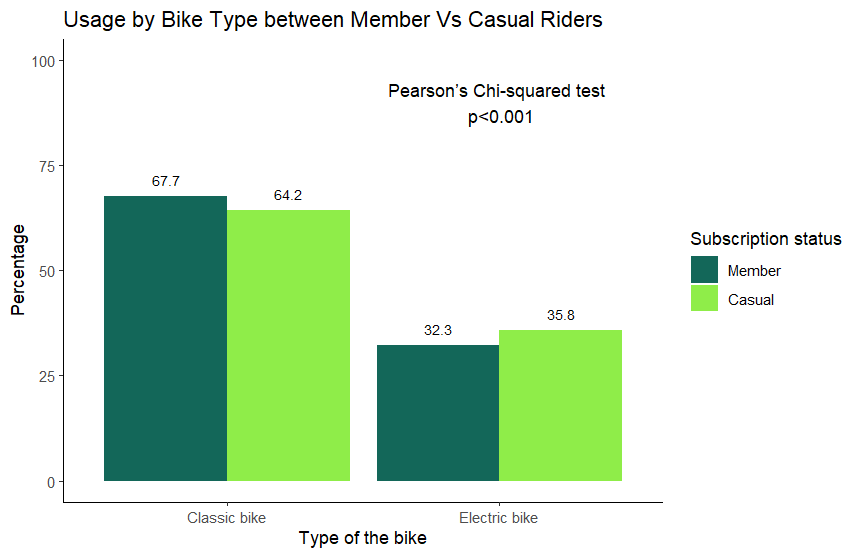 Usage by Bike Type between Member Vs Casual Riders
100
75
50
25
0
Percentage
Pearson’s Chi-squared test
p<0.001
67.7
64.2
32.3
35.8
Classic bike
Electric bike
Type of the bike
Subscription status
Member
Casual